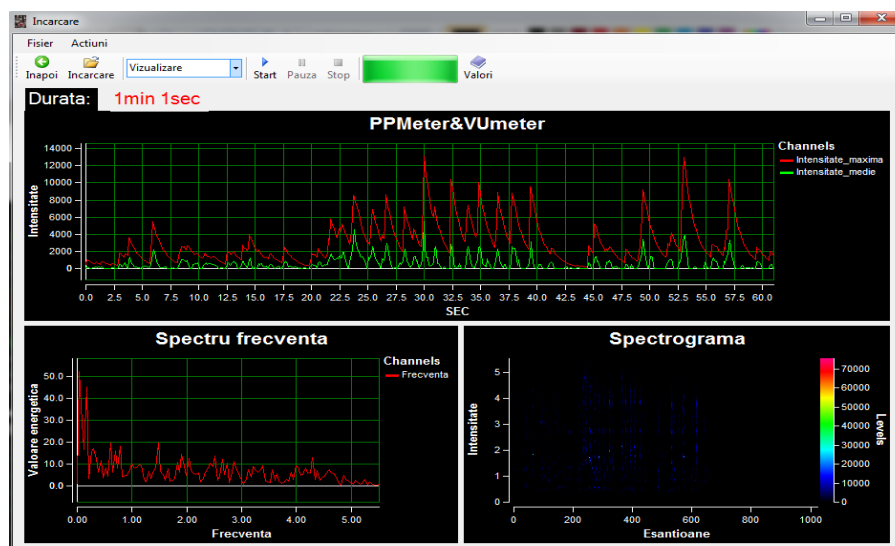 Incarcare
Fisier Actiuni
Inapoi Incarcare Vizualizare Start Pauza Stop Valori
Durata: 1min 1sec
PPMeter&VUmeter
Intensitate
14000
12000
10000
8000
6000
4000
2000
0
Channels
Intensitate_maxima
Intensitate_medie
0.0 2.5 5.0 7.5 10.0 12.5 15.0 17.5 20.0 22.5 25.0 27.5 30.0 32.5 35.0 37.5 40.0 42.5 45.0 47.5 50.0 52.5 55.0 57.5 60.0
SEC
Spectru frecventa
Valoare energetica
50.0
40.0
30.0
20.0
10.0
0.0
Channels
Frecventa
0.00 1.00 2.00 3.00 4.00 5.00
Frecventa
Spectrograma
Intensitate
5
4
3
2
1
0
0 200 400 600 800 1000
Esantioane
70000
60000
50000
40000
30000
20000
10000
0
Levels